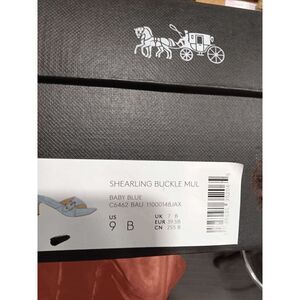 SHEARLING BUCKLE MUL
BABY BLUE
C6462 BAU 11000148JAX
US UK 7 B
9 B EUR 39.5B
CN 255 B